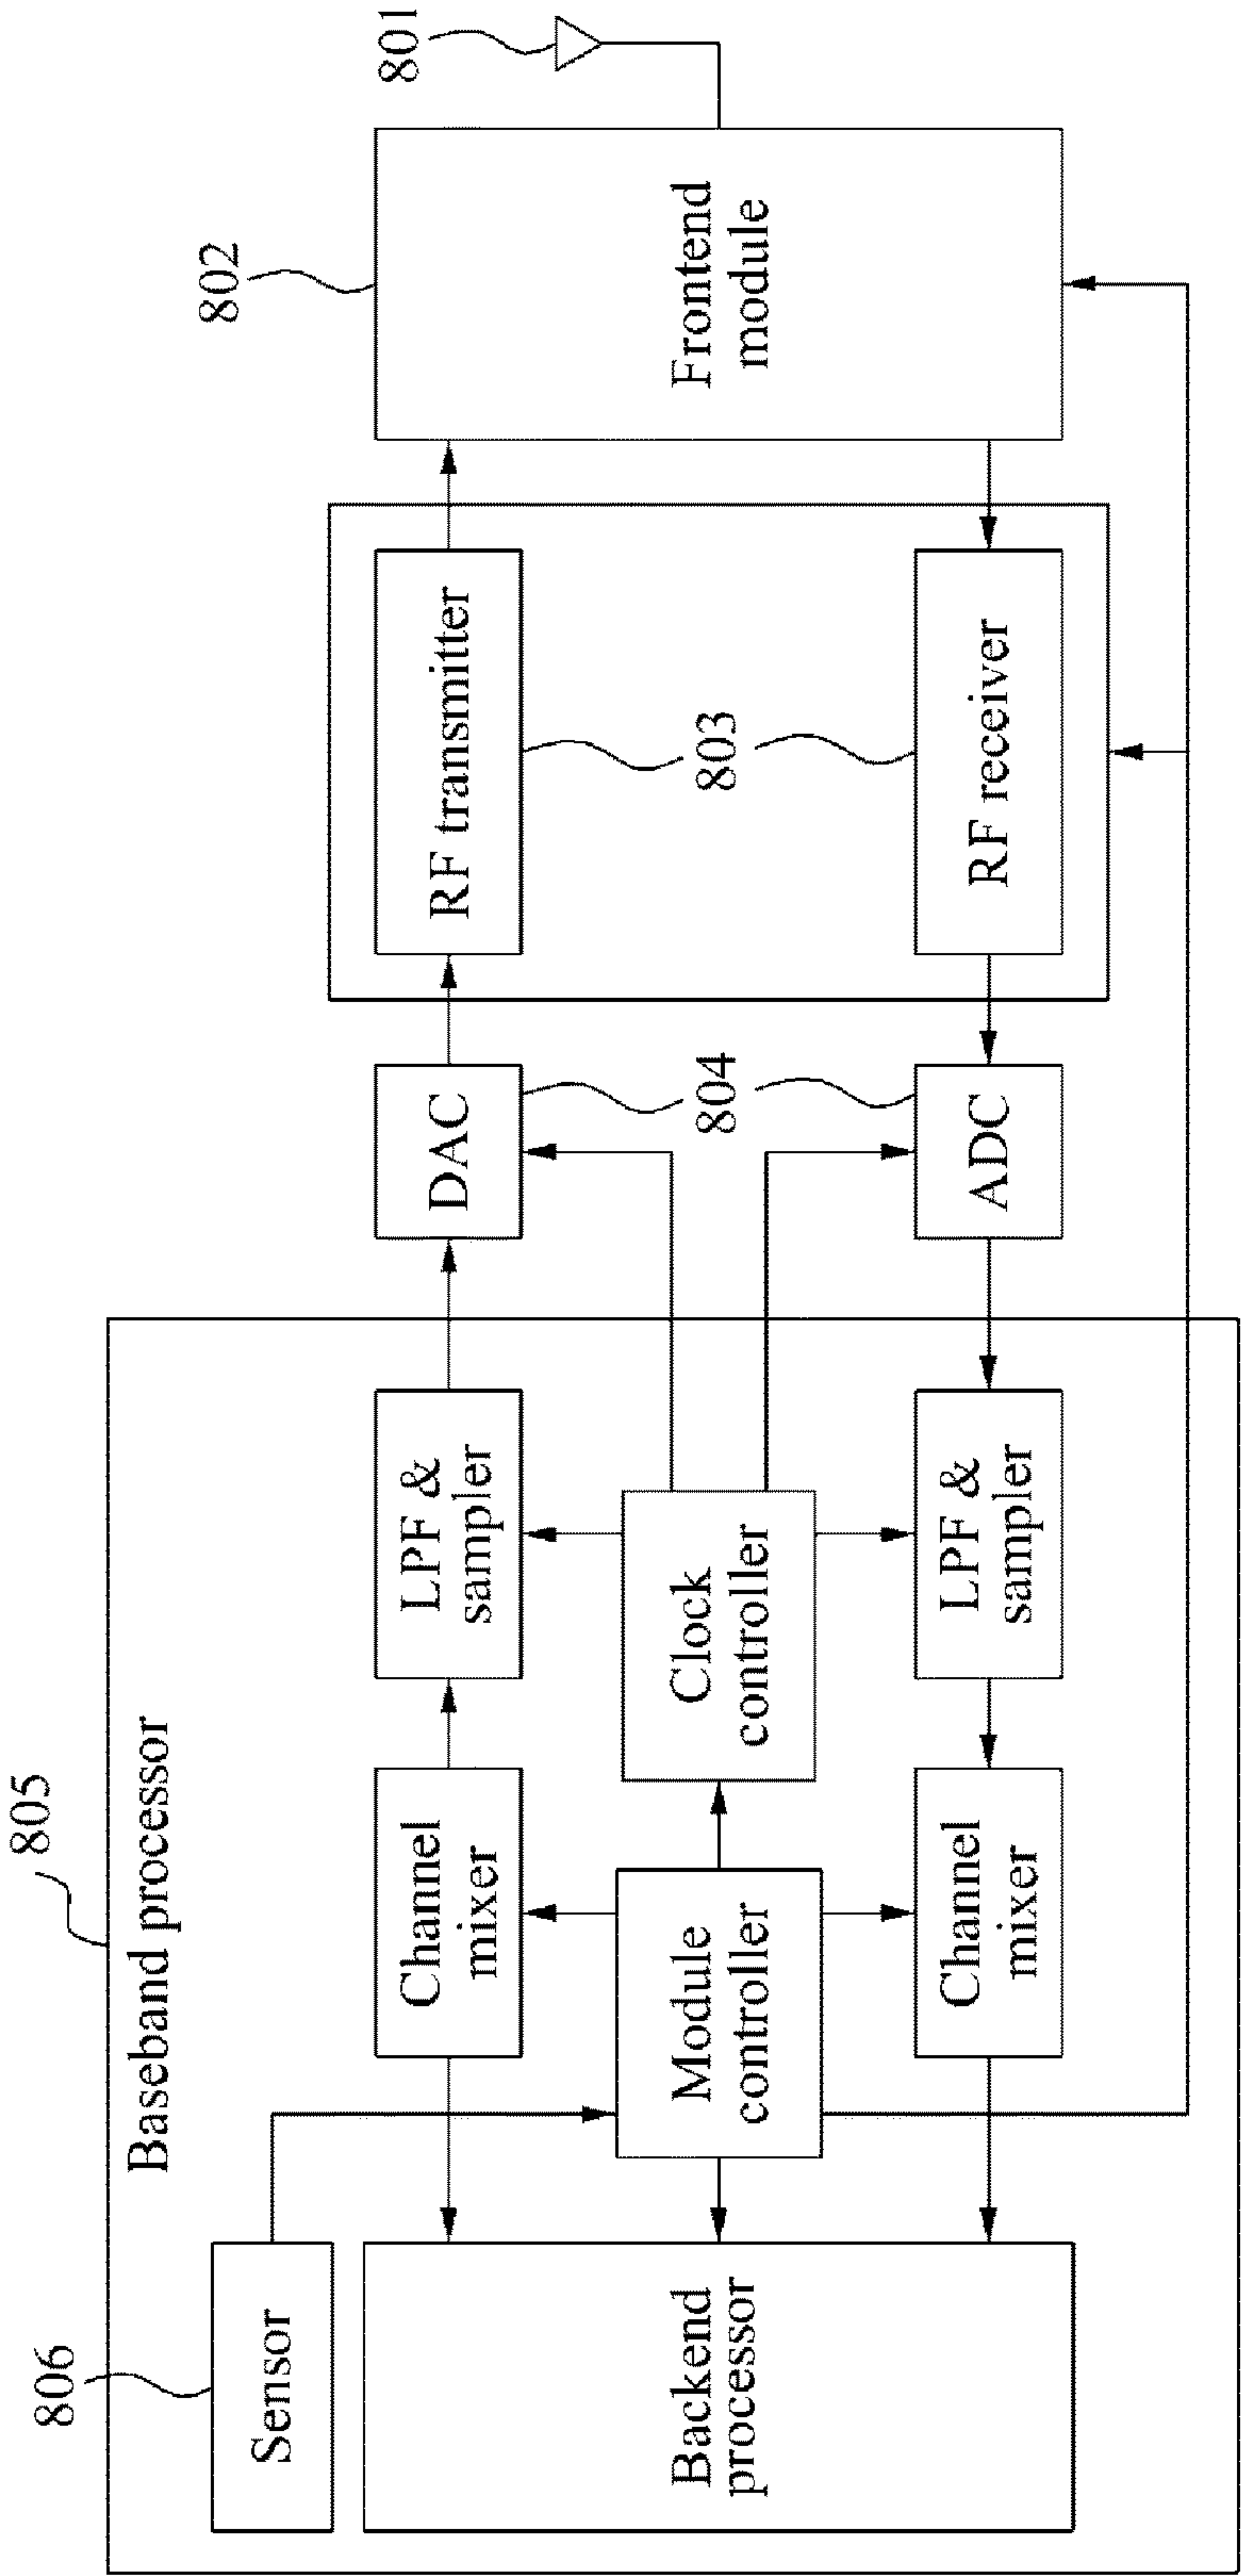 805
Baseband processor
806
Sensor
Backend
processor
Channel
mixer
LPF &
sampler
Module
controller
Clock
controller
Channel
mixer
LPF &
sampler
DAC
804
ADC
RF transmitter
803
RF receiver
802
Frontend
module
801